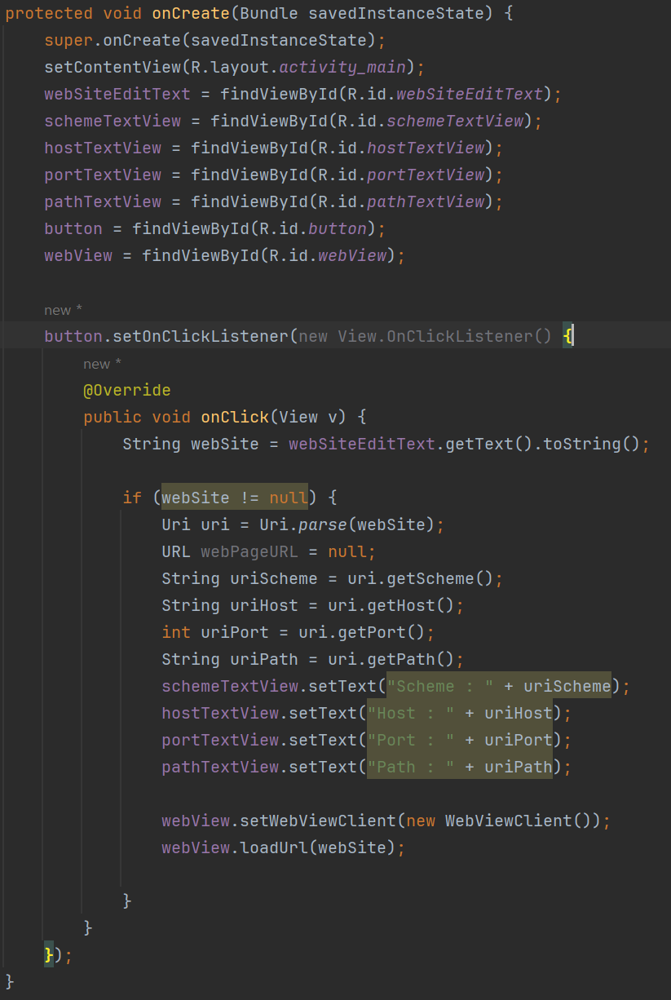 protected void onCreate(Bundle savedInstanceState) {
super.onCreate(savedInstanceState);
setContentView(R.layout.activity_main);
webSiteEditText = findViewById(R.id.webSiteEditText);
schemeTextView = findViewById(R.id.schemeTextView);
hostTextView = findViewById(R.id.hostTextView);
portTextView = findViewById(R.id.portTextView);
pathTextView = findViewById(R.id.pathTextView);
button = findViewById(R.id.button);
webView = findViewById(R.id.webView);
new *
button.setOnClickListener(new View.OnClickListener() {
new *
@Override
public void onClick(View v) {
String webSite = webSiteEditText.getText().toString();
if (webSite != null) {
Uri uri = Uri.parse(webSite);
URL webPageURL = null;
String uriScheme = uri.getScheme();
String uriHost = uri.getHost();
int uriPort = uri.getPort();
String uriPath = uri.getPath();
schemeTextView.setText("Scheme : " + uriScheme);
hostTextView.setText("Host : " + uriHost);
portTextView.setText("Port : " + uriPort);
pathTextView.setText("Path : " + uriPath);
webView.setWebViewClient(new WebViewClient());
webView.loadUrl(webSite);
}
}
});
}